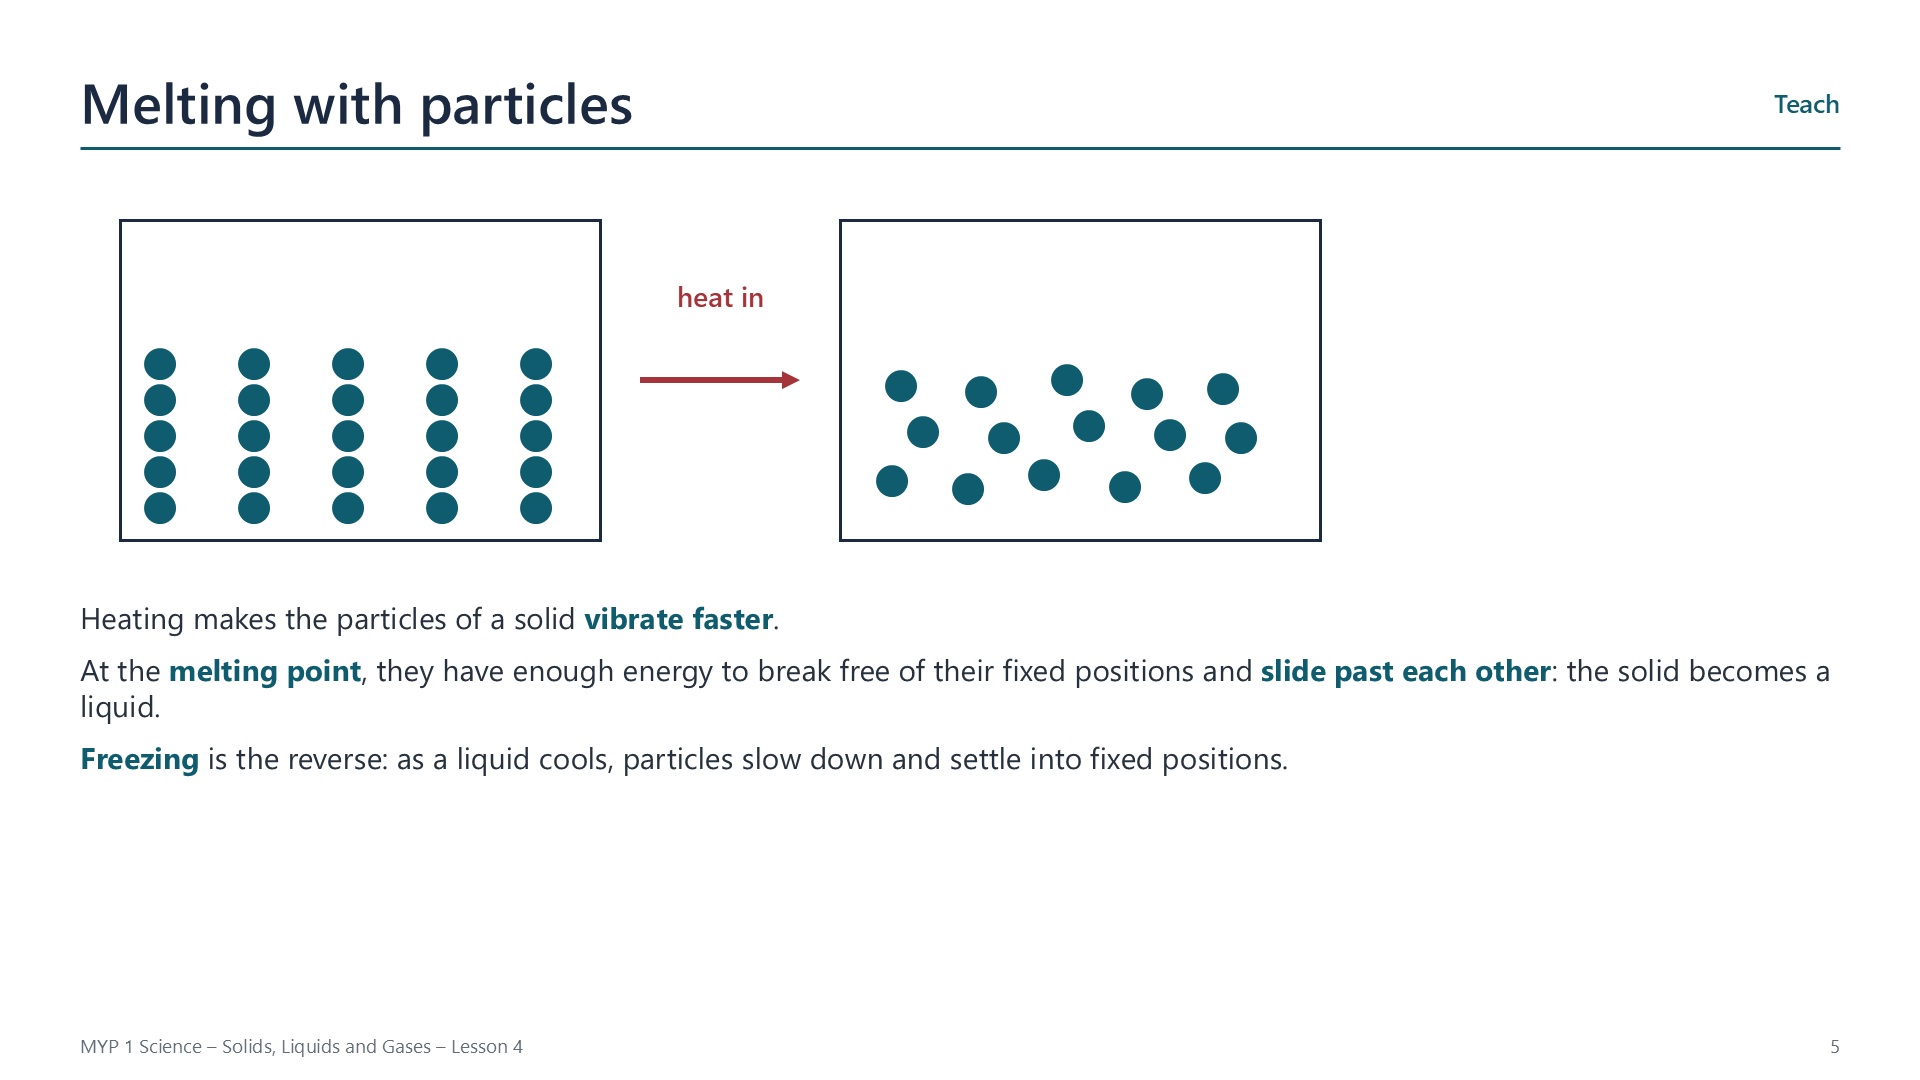 Melting with particles
Teach
heat in
Heating makes the particles of a solid vibrate faster.
At the melting point, they have enough energy to break free of their fixed positions and slide past each other: the solid becomes a
liquid.
Freezing is the reverse: as a liquid cools, particles slow down and settle into fixed positions.
MYP 1 Science – Solids, Liquids and Gases – Lesson 4
5